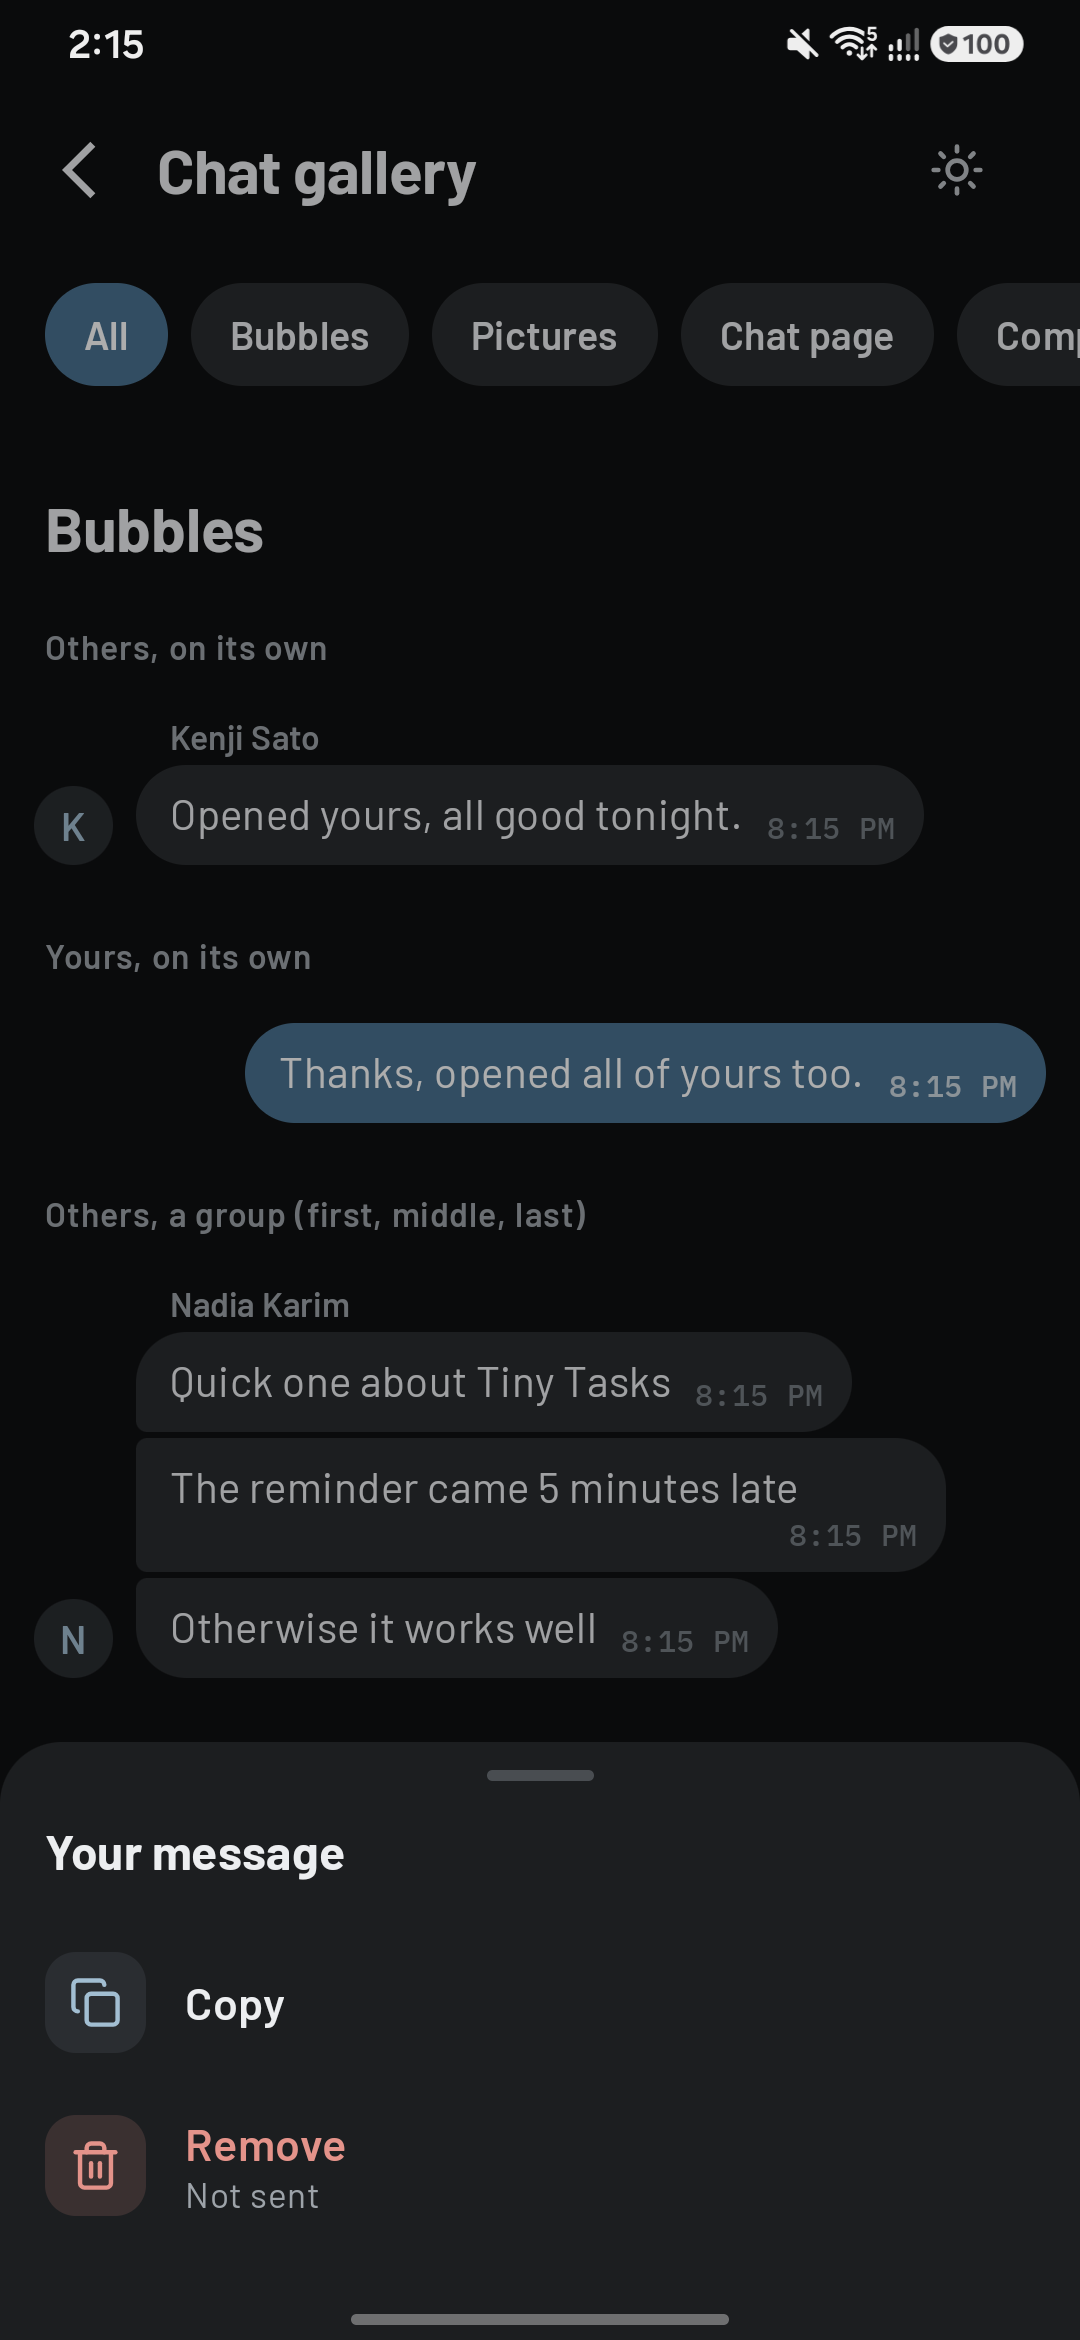 2:15
5
100
Chat gallery
All
Bubbles
Pictures
Chat page
Comp
Bubbles
Others, on its own
Kenji Sato
K
Opened yours, all good tonight. 8:15 PM
Yours, on its own
Thanks, opened all of yours too. 8:15 PM
Others, a group (first, middle, last)
Nadia Karim
Quick one about Tiny Tasks 8:15 PM
The reminder came 5 minutes late
8:15 PM
N
Otherwise it works well 8:15 PM
Your message
Copy
Remove
Not sent